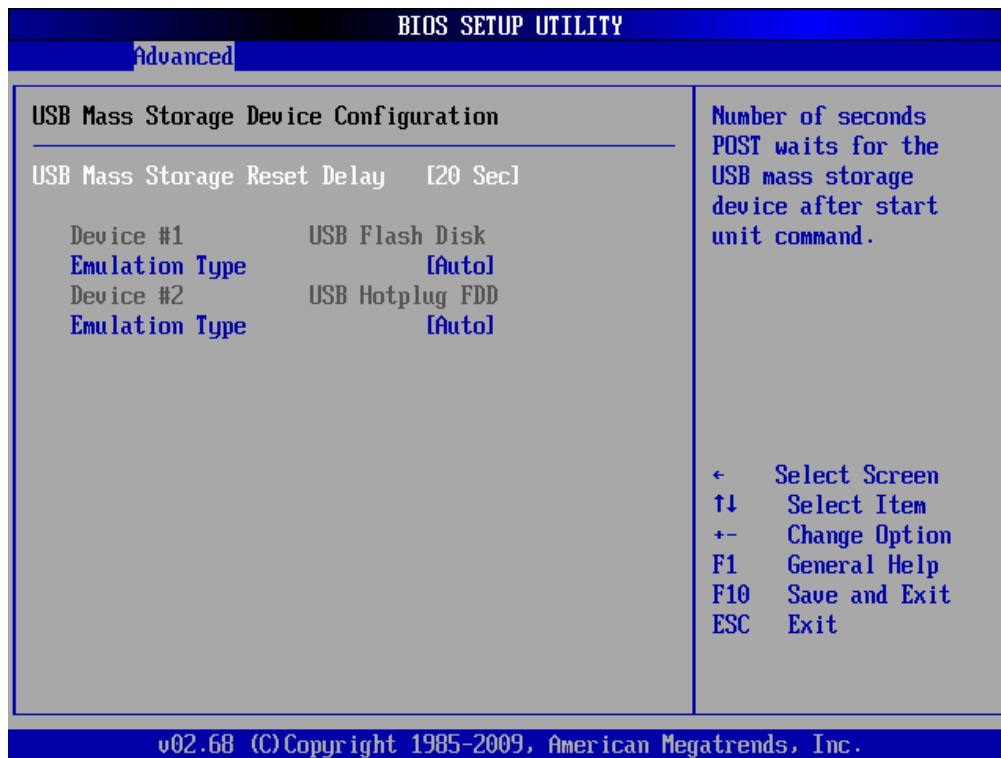 BIOS SETUP UTILITY
Advanced
USB Mass Storage Device Configuration
USB Mass Storage Reset Delay [20 Sec]
Device #1 USB Flash Disk
Emulation Type [Auto]
Device #2 USB Hotplug FDD
Emulation Type [Auto]
Number of seconds
POST waits for the
USB mass storage
device after start
unit command.
← Select Screen
↑↓ Select Item
+- Change Option
F1 General Help
F10 Save and Exit
ESC Exit
v02.68 (C)Copyright 1985-2009, American Megatrends, Inc.